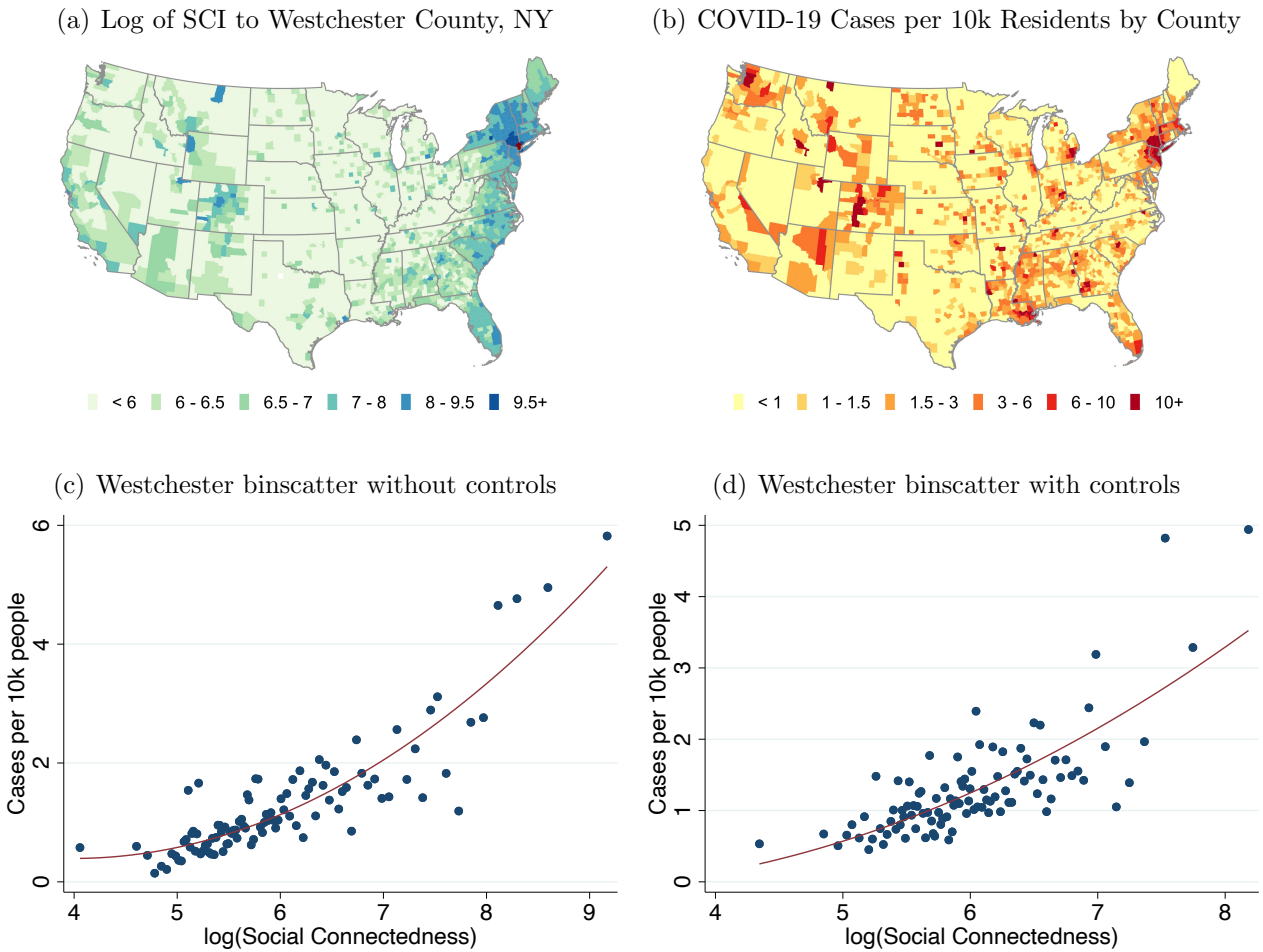 (a) Log of SCI to Westchester County, NY
(b) COVID-19 Cases per 10k Residents by County
< 6 6 - 6.5 6.5 - 7 7 - 8 8 - 9.5 9.5+
< 1 1 - 1.5 1.5 - 3 3 - 6 6 - 10 10+
(c) Westchester binscatter without controls
Cases per 10k people
6
4
2
0
4 5 6 7 8 9
log(Social Connectedness)
(d) Westchester binscatter with controls
Cases per 10k people
5
4
3
2
1
0
4 5 6 7 8
log(Social Connectedness)